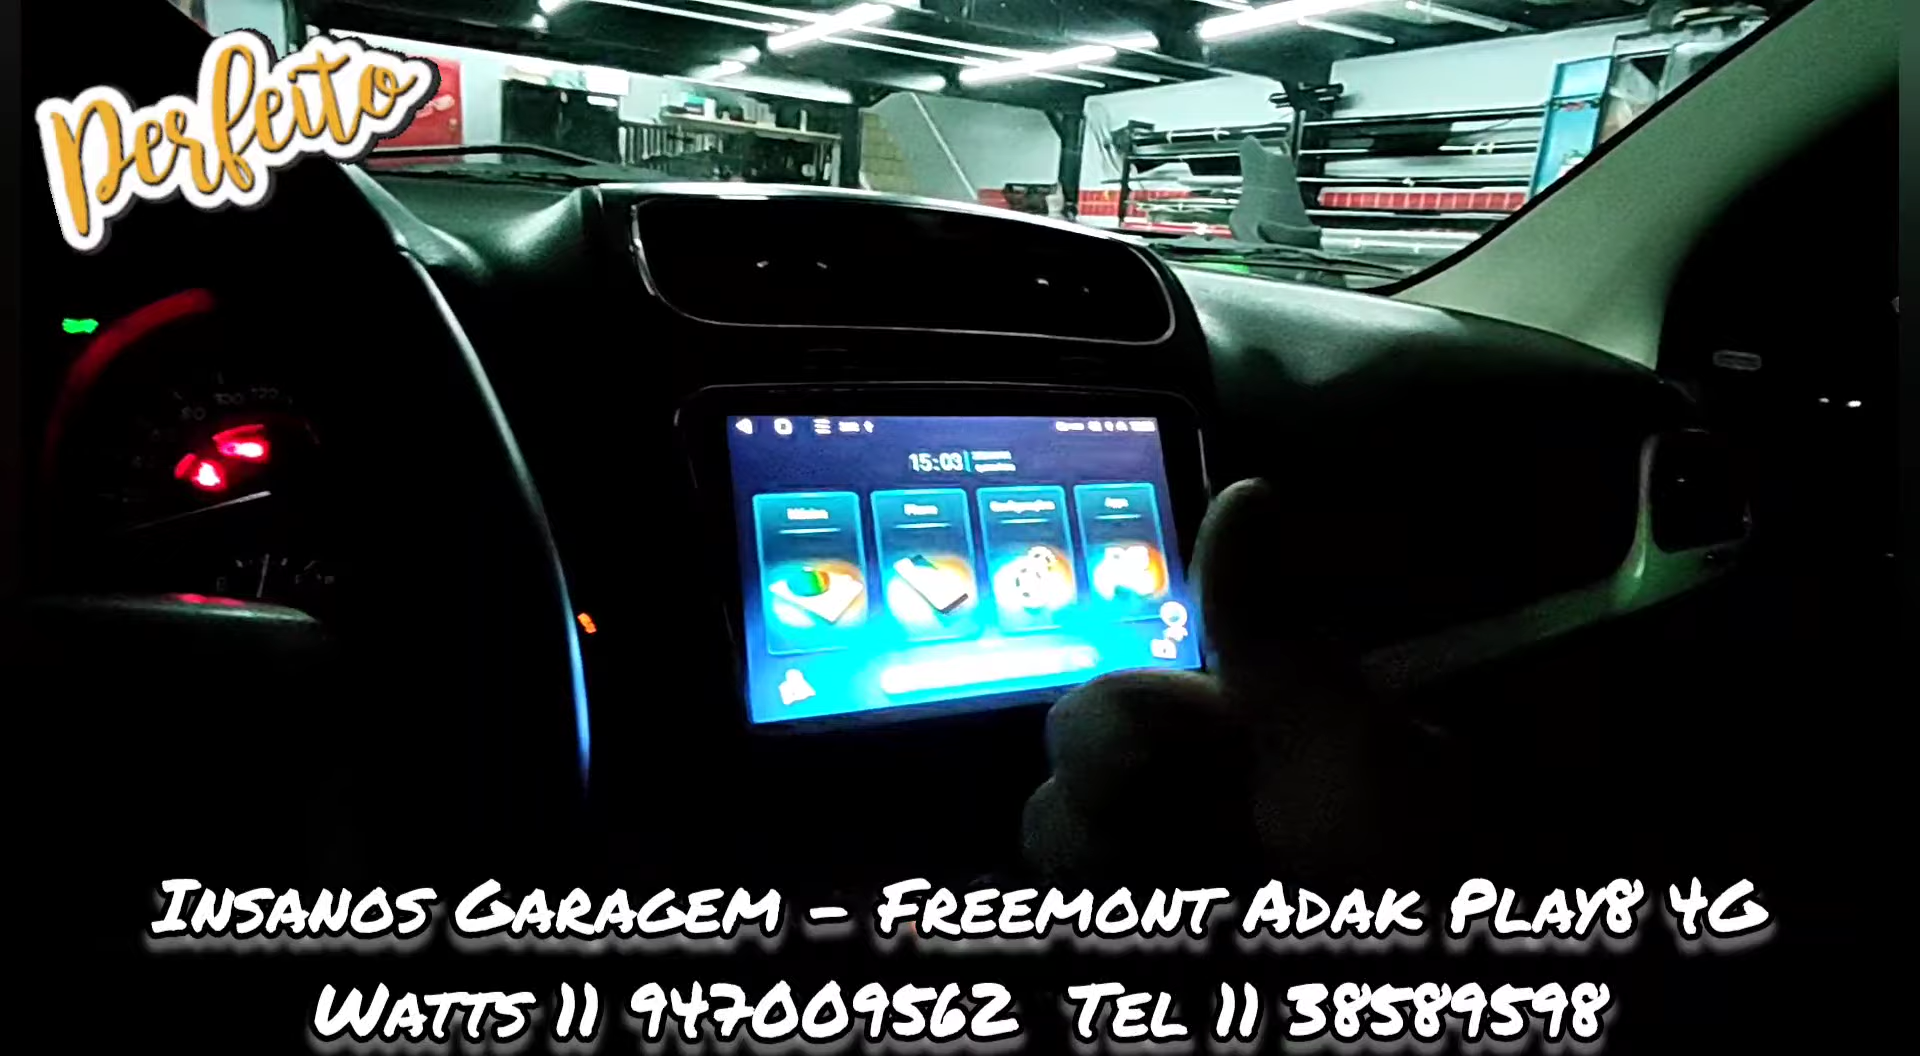 Perfeito
15:03
Insanos Garagem - Freemont Adak Play8 4G
Watts 11 947009562 Tel 11 38589598